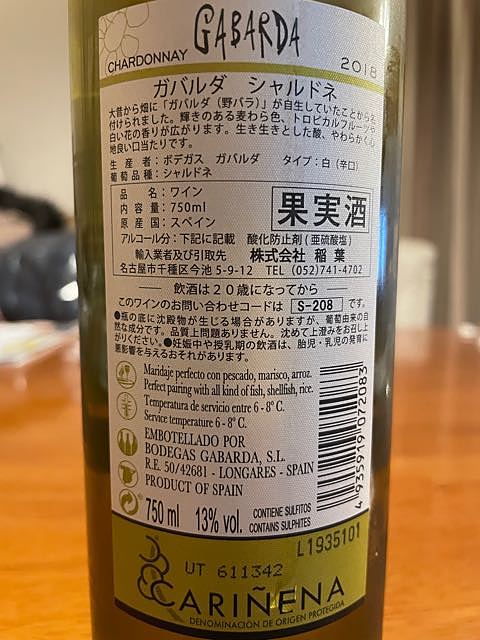 GABARDA
CHARDONNAY
2018
ガバルダ シャルドネ
大昔から畑に「ガバルダ(野バラ)」が自生していたことから名
付けられました。輝きのある麦わら色、トロピカルフルーツや
白い花の香りが広がります。生き生きとした酸、やわらかく心
地良い口当たりです。
生産者:ボデガス ガバルダ タイプ:白(辛口)
葡萄品種:シャルドネ
品名:ワイン
内容量:750ml
原産国:スペイン
果実酒
アルコール分:下記に記載 酸化防止剤(亜硫酸塩)
輸入業者及び引取先 株式会社 稲葉
名古屋市千種区今池5-9-12 TEL(052)741-4702
飲酒は20歳になってから
このワインのお問い合わせコードは S-208 です。
●瓶の底に沈殿物が生じる場合がありますが、葡萄由来の自
然な成分です。品質上問題ありません。沈めて上澄みをお召し上
がりください。●妊娠中や授乳期の飲酒は、胎児・乳児の発育に
悪影響を与えるおそれがあります。
Maridaje perfecto con pescado, marisco, arroz.
Perfect pairing with all kind of fish, shellfish, rice.
Temperatura de servicio entre 6 - 8° C.
Service temperature 6 - 8° C.
EMBOTELLADO POR
BODEGAS GABARDA, S.L.
R.E. 50/42681 - LONGARES - SPAIN
PRODUCT OF SPAIN
750 ml 13% vol.
CONTIENE SULFITOS
CONTAINS SULPHITES
4 935919 072083
L1935101
UT 611342
CARIÑENA
DENOMINACIÓN DE ORIGEN PROTEGIDA